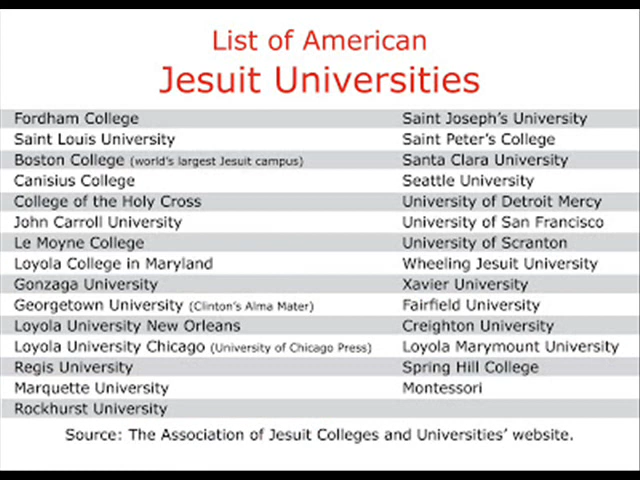 List of American
Jesuit Universities
Fordham College
Saint Louis University
Boston College (world's largest Jesuit campus)
Canisius College
College of the Holy Cross
John Carroll University
Le Moyne College
Loyola College in Maryland
Gonzaga University
Georgetown University (Clinton's Alma Mater)
Loyola University New Orleans
Loyola University Chicago (University of Chicago Press)
Regis University
Marquette University
Rockhurst University
Saint Joseph's University
Saint Peter's College
Santa Clara University
Seattle University
University of Detroit Mercy
University of San Francisco
University of Scranton
Wheeling Jesuit University
Xavier University
Fairfield University
Creighton University
Loyola Marymount University
Spring Hill College
Montessori
Source: The Association of Jesuit Colleges and Universities' website.